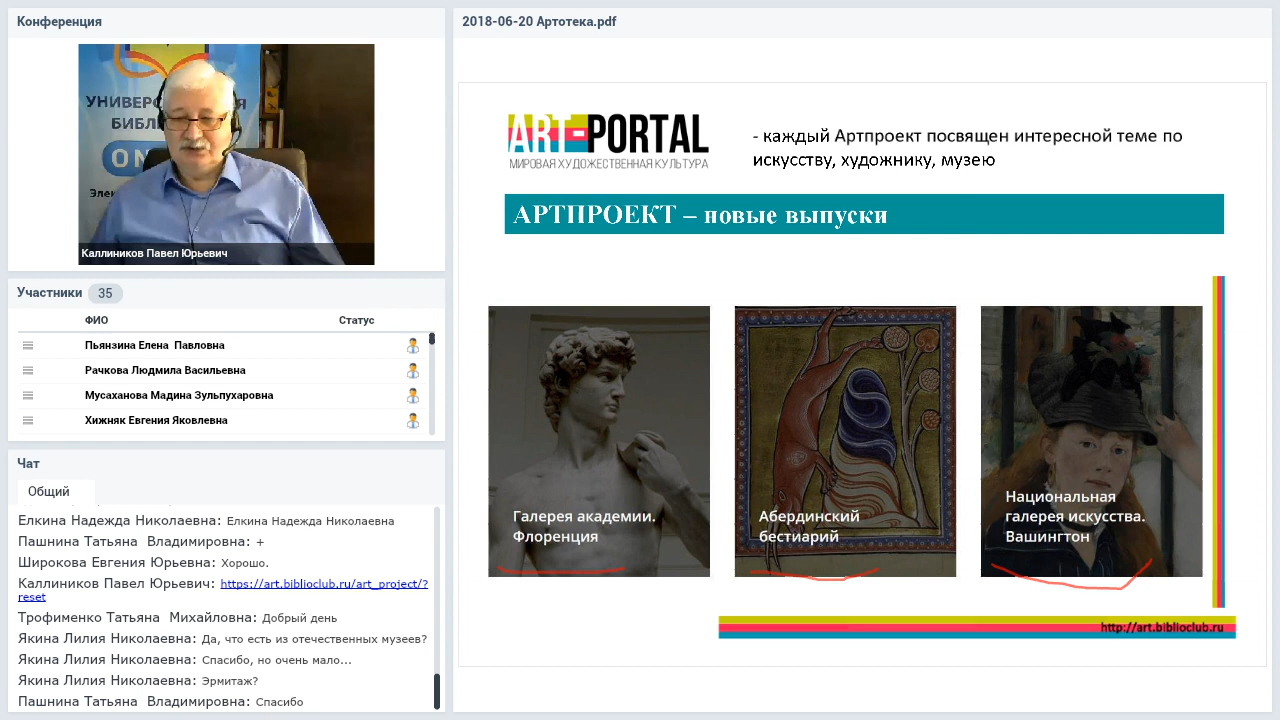 Конференция
УНИВЕРС
БИБЛ
ON
Каллиников Павел Юрьевич
Участники 35
ФИО Статус
Пьянзина Елена Павловна
Рачкова Людмила Васильевна
Мусаханова Мадина Зульпухаровна
Хижняк Евгения Яковлевна
Чат
Общий
Елкина Надежда Николаевна: Елкина Надежда Николаевна
Пашнина Татьяна Владимировна: +
Широкова Евгения Юрьевна: Хорошо.
Каллиников Павел Юрьевич: https://art.biblioclub.ru/art_project/?
reset
Трофименко Татьяна Михайловна: Добрый день
Якина Лилия Николаевна: Да, что есть из отечественных музеев?
Якина Лилия Николаевна: Спасибо, но очень мало...
Якина Лилия Николаевна: Эрмитаж?
Пашнина Татьяна Владимировна: Спасибо
2018-06-20 Артотека.pdf
ART-PORTAL
МИРОВАЯ ХУДОЖЕСТВЕННАЯ КУЛЬТУРА
- каждый Артпроект посвящен интересной теме по
искусству, художнику, музею
АРТПРОЕКТ – новые выпуски
Галерея академии.
Флоренция
Абердинский
бестиарий
Национальная
галерея искусства.
Вашингтон
http://art.biblioclub.ru